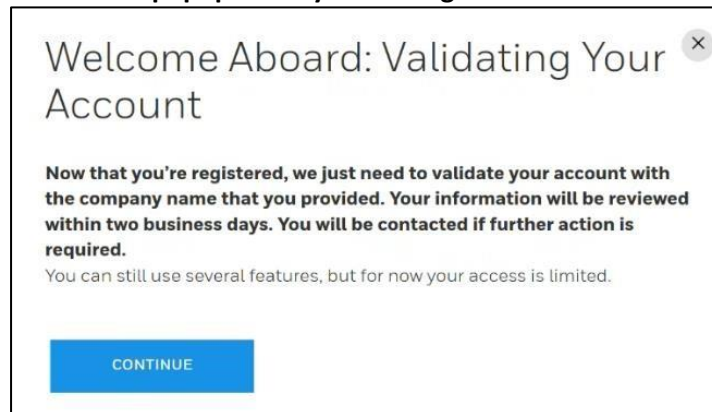 Welcome Aboard: Validating Your
Account
Now that you're registered, we just need to validate your account with
the company name that you provided. Your information will be reviewed
within two business days. You will be contacted if further action is
required.
You can still use several features, but for now your access is limited.
CONTINUE